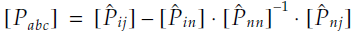 [P_abc] = [P̂_ij] − [P̂_in] · [P̂_nn]⁻¹ · [P̂_nj]